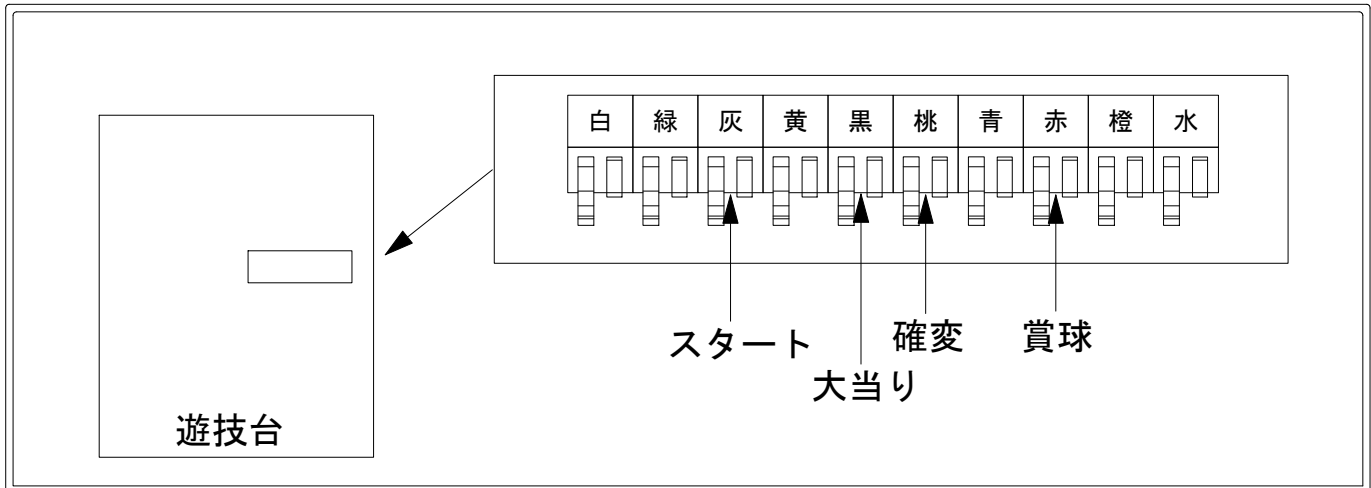 白 緑 灰 黄 黒 桃 青 赤 橙 水
スタート
大当り
確変
賞球
遊技台